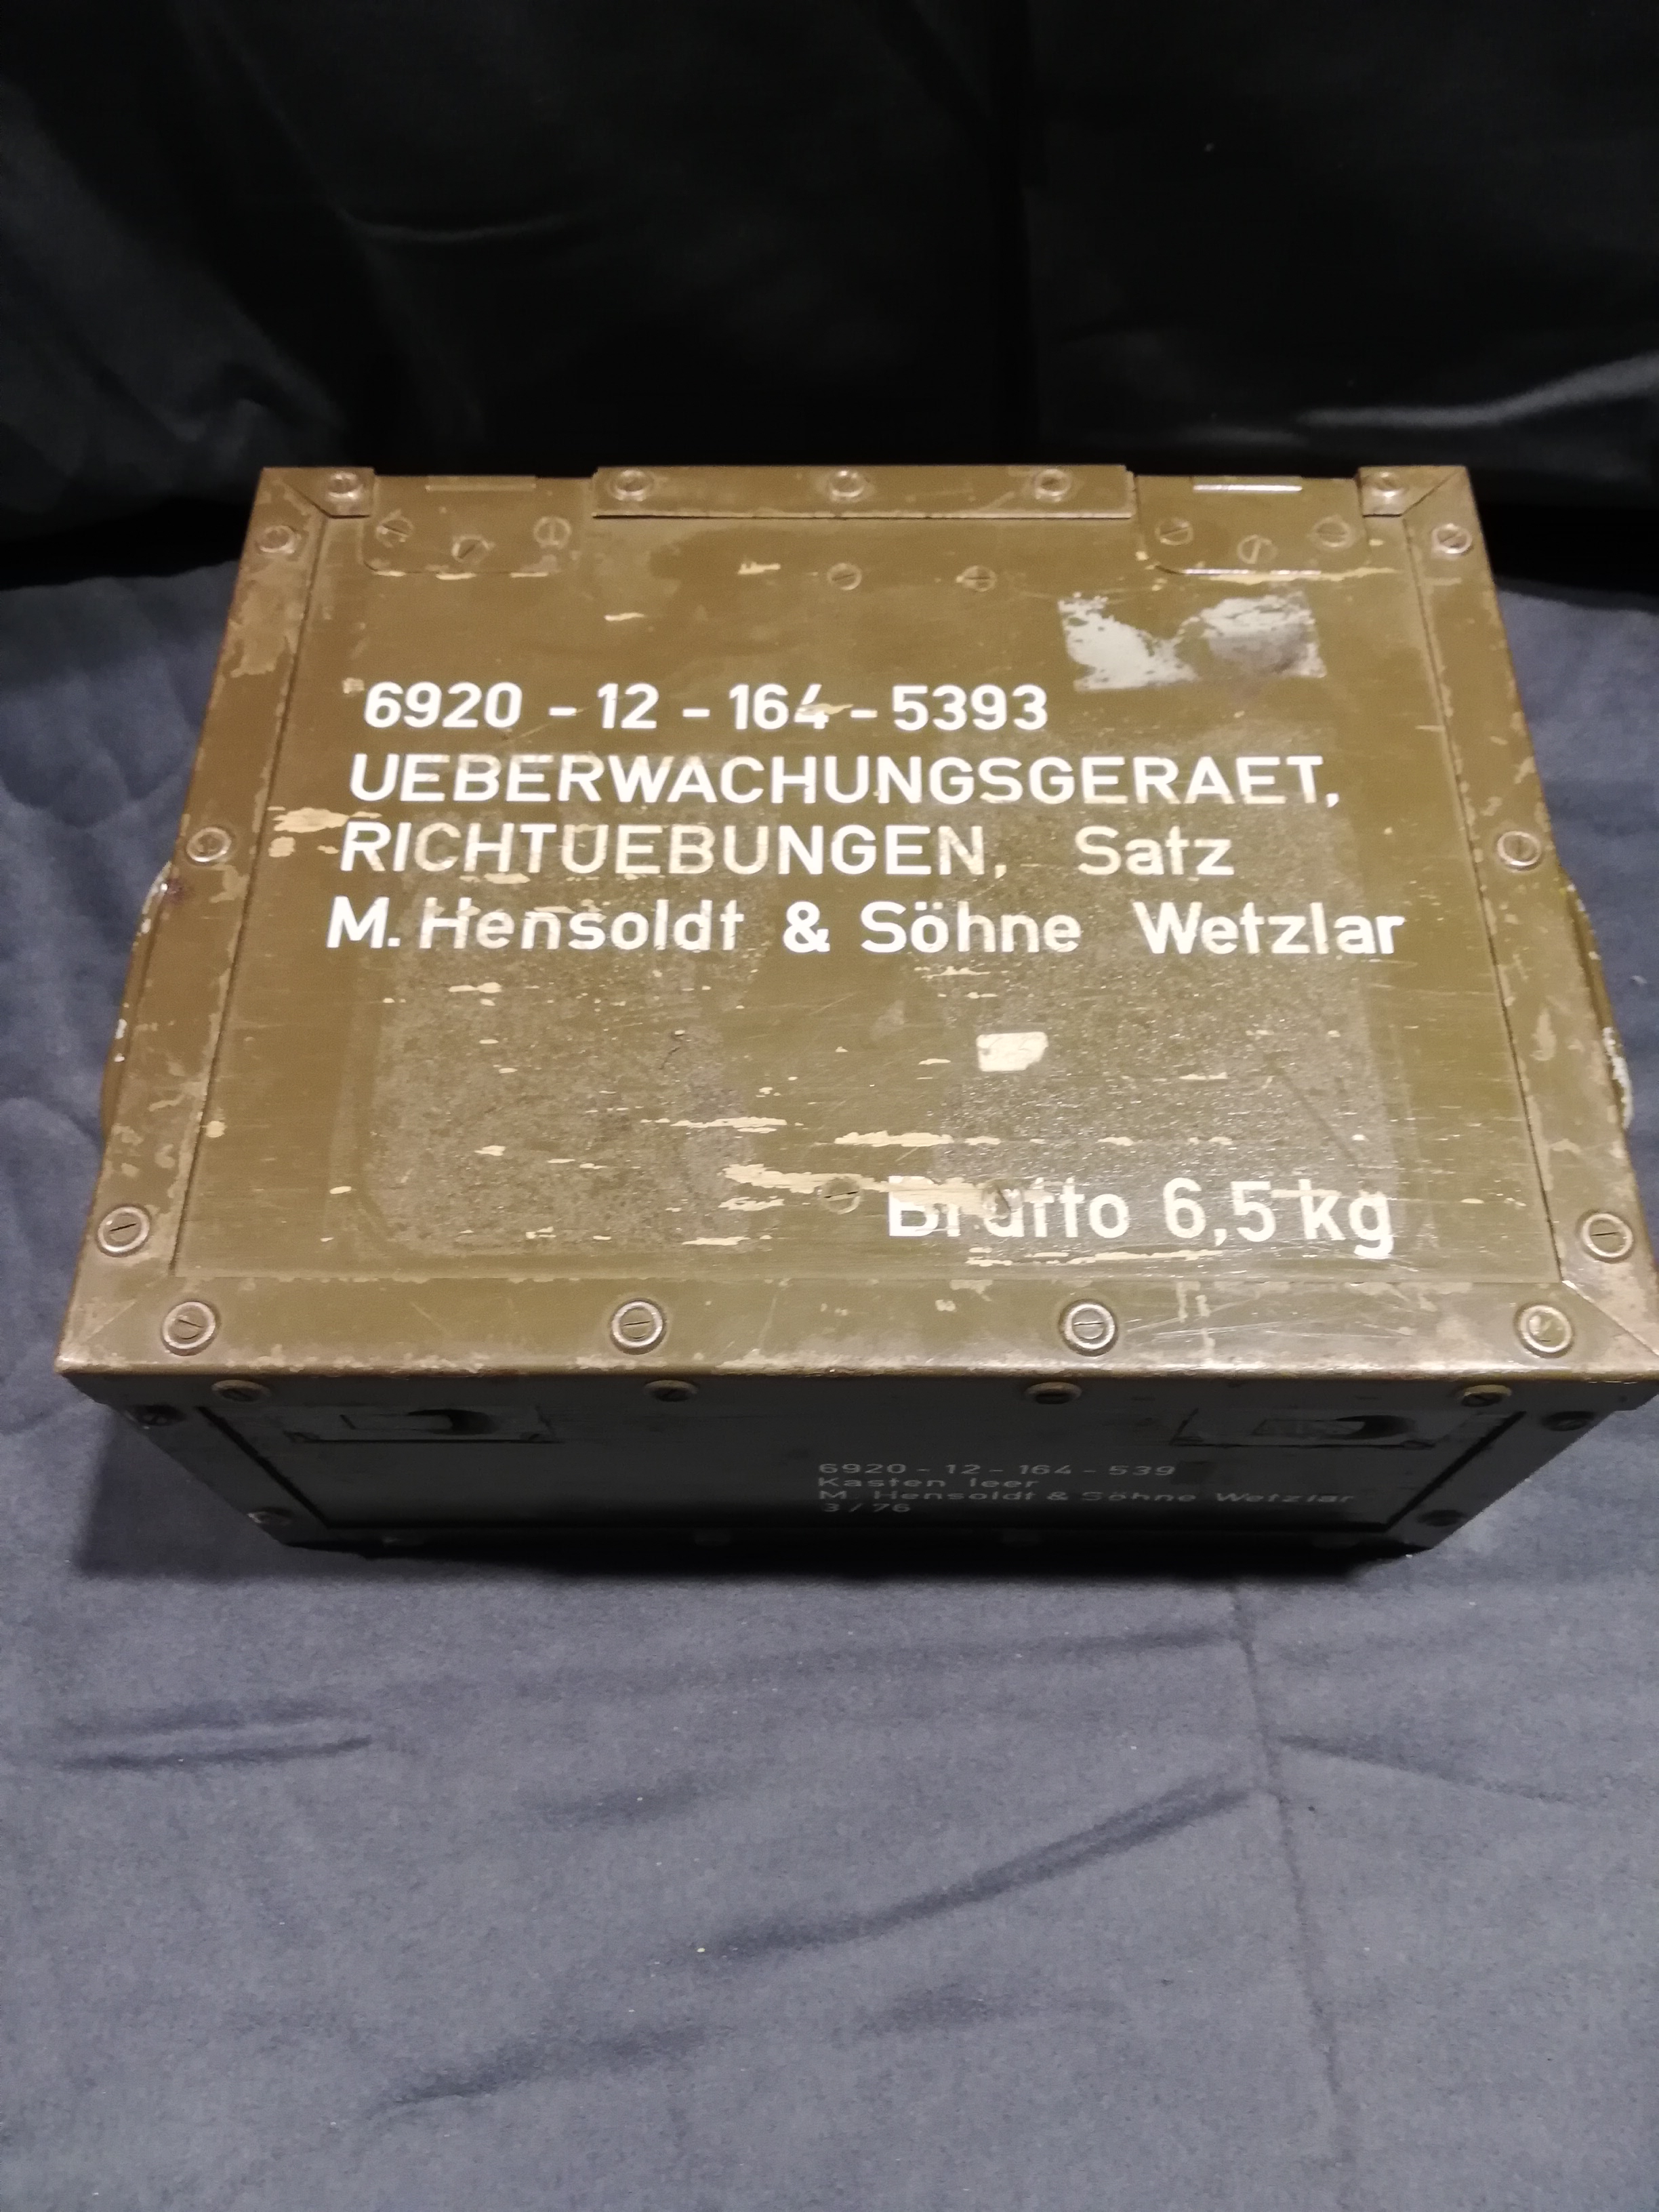 6920 - 12 - 164 - 5393
UEBERWACHUNGSGERAET,
RICHTUEBUNGEN, Satz
M. Hensoldt & Söhne Wetzlar
Brutto 6,5 kg
6920 - 12 - 164 - 539
Kasten leer
M. Hensoldt & Söhne Wetzlar
3 / 76